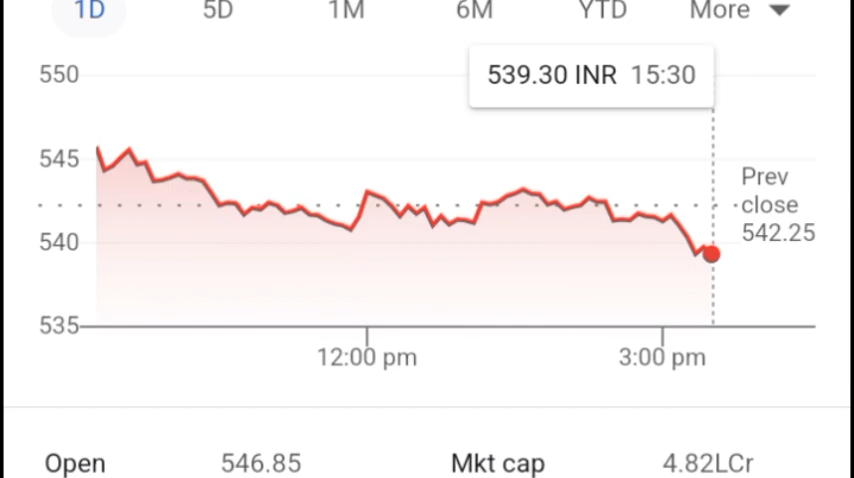 1D 5D 1M 6M YTD More
539.30 INR 15:30
550
545
540
535
Prev
close
542.25
12:00 pm 3:00 pm
Open 546.85 Mkt cap 4.82LCr